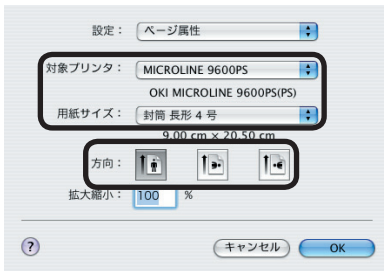 設定： ページ属性
対象プリンタ： MICROLINE 9600PS
OKI MICROLINE 9600PS(PS)
用紙サイズ： 封筒 長形 4 号
9.00 cm × 20.50 cm
方向：
拡大縮小： 100 %
? キャンセル OK